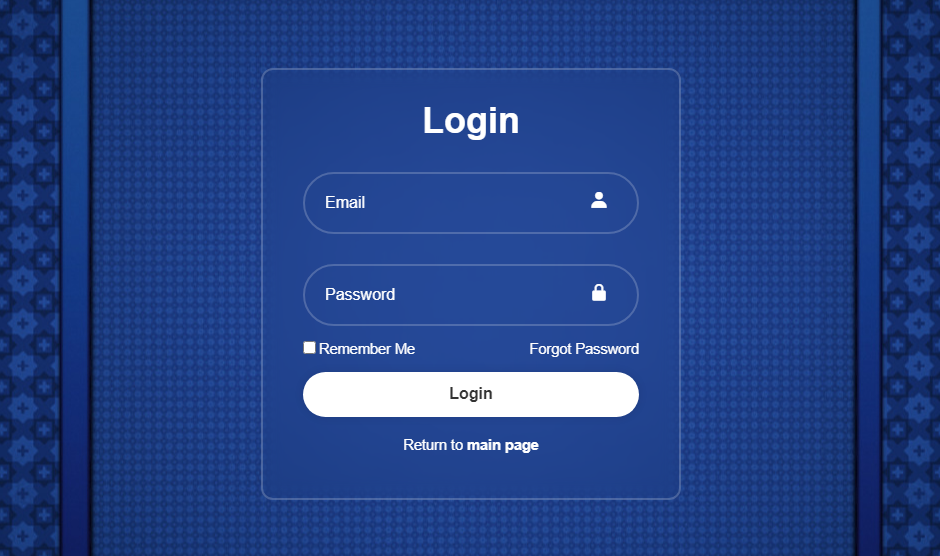 Login
Email
Password
Remember Me Forgot Password
Login
Return to main page